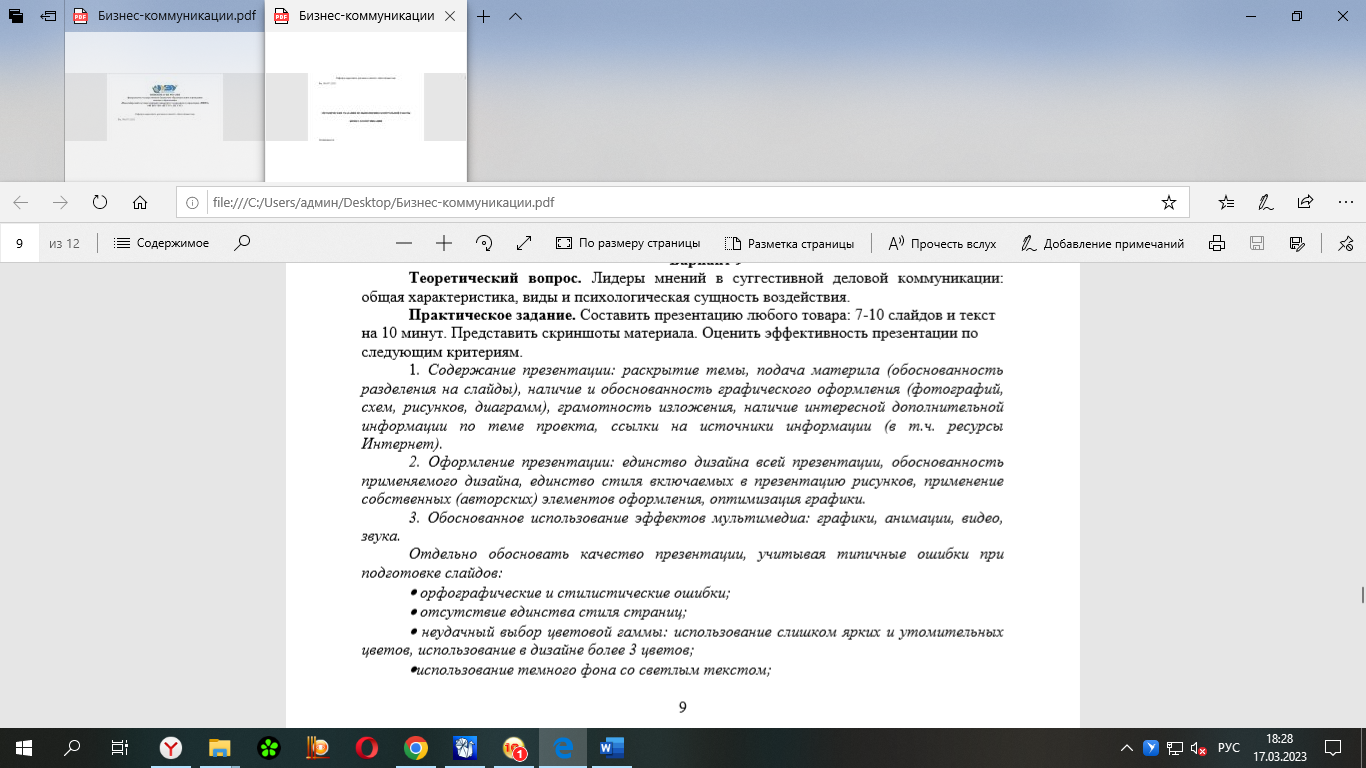 Бизнес-коммуникации.pdf
Бизнес-коммуникации
file:///C:/Users/админ/Desktop/Бизнес-коммуникации.pdf
9 из 12 Содержимое По размеру страницы Разметка страницы Прочесть вслух Добавление примечаний
Теоретический вопрос. Лидеры мнений в суггестивной деловой коммуникации:
общая характеристика, виды и психологическая сущность воздействия.
Практическое задание. Составить презентацию любого товара: 7-10 слайдов и текст
на 10 минут. Представить скриншоты материала. Оценить эффективность презентации по
следующим критериям.
1. Содержание презентации: раскрытие темы, подача материла (обоснованность
разделения на слайды), наличие и обоснованность графического оформления (фотографий,
схем, рисунков, диаграмм), грамотность изложения, наличие интересной дополнительной
информации по теме проекта, ссылки на источники информации (в т.ч. ресурсы
Интернет).
2. Оформление презентации: единство дизайна всей презентации, обоснованность
применяемого дизайна, единство стиля включаемых в презентацию рисунков, применение
собственных (авторских) элементов оформления, оптимизация графики.
3. Обоснованное использование эффектов мультимедиа: графики, анимации, видео,
звука.
Отдельно обосновать качество презентации, учитывая типичные ошибки при
подготовке слайдов:
• орфографические и стилистические ошибки;
• отсутствие единства стиля страниц;
• неудачный выбор цветовой гаммы: использование слишком ярких и утомительных
цветов, использование в дизайне более 3 цветов;
•использование темного фона со светлым текстом;
9
РУС
18:28
17.03.2023